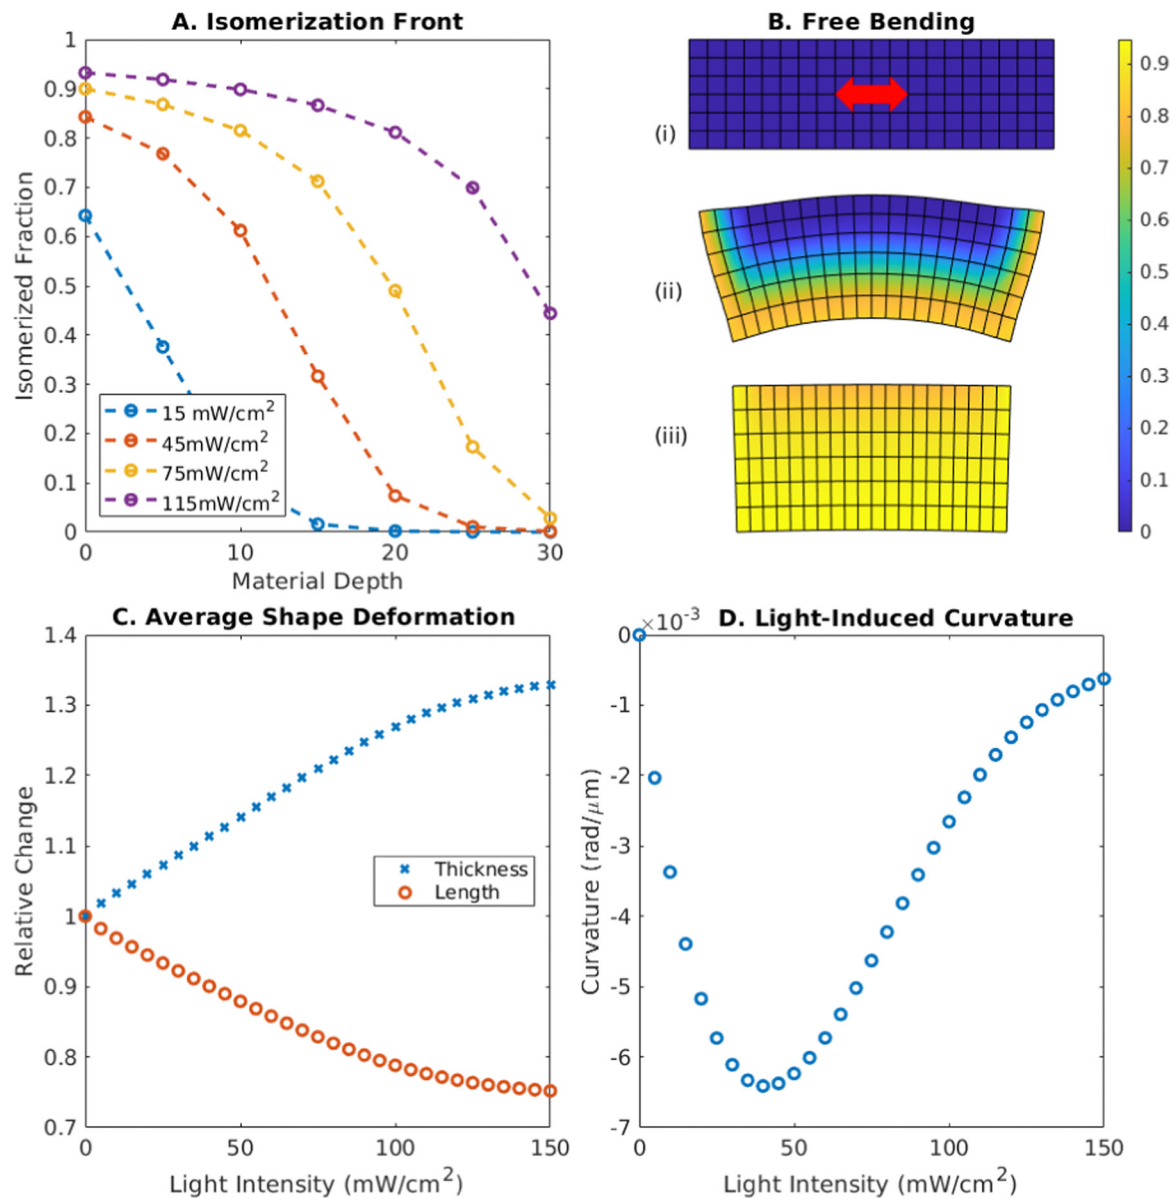 A. Isomerization Front
1
0.9
0.8
0.7
0.6
0.5
0.4
0.3
0.2
0.1
0
Isomerized Fraction
15 mW/cm²
45mW/cm²
75mW/cm²
115mW/cm²
0
10
20
30
Material Depth
B. Free Bending
(i)
(ii)
(iii)
0.9
0.8
0.7
0.6
0.5
0.4
0.3
0.2
0.1
0
C. Average Shape Deformation
1.4
1.3
1.2
1.1
1
0.9
0.8
0.7
Relative Change
Thickness
Length
0
50
100
150
Light Intensity (mW/cm²)
D. Light-Induced Curvature
×10⁻³
0
-1
-2
-3
-4
-5
-6
-7
Curvature (rad/μm)
0
50
100
150
Light Intensity (mW/cm²)